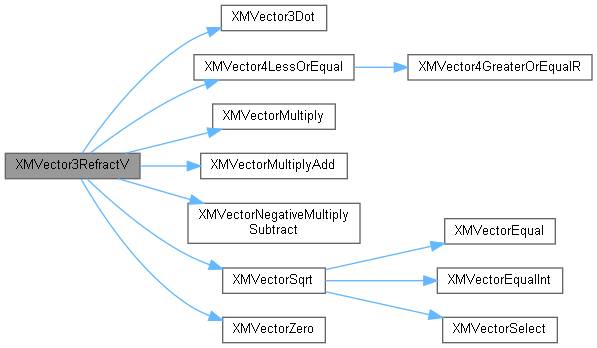 XMVector3Dot
XMVector4LessOrEqual
XMVector4GreaterOrEqualR
XMVectorMultiply
XMVector3RefractV
XMVectorMultiplyAdd
XMVectorNegativeMultiply
Subtract
XMVectorEqual
XMVectorSqrt
XMVectorEqualInt
XMVectorZero
XMVectorSelect